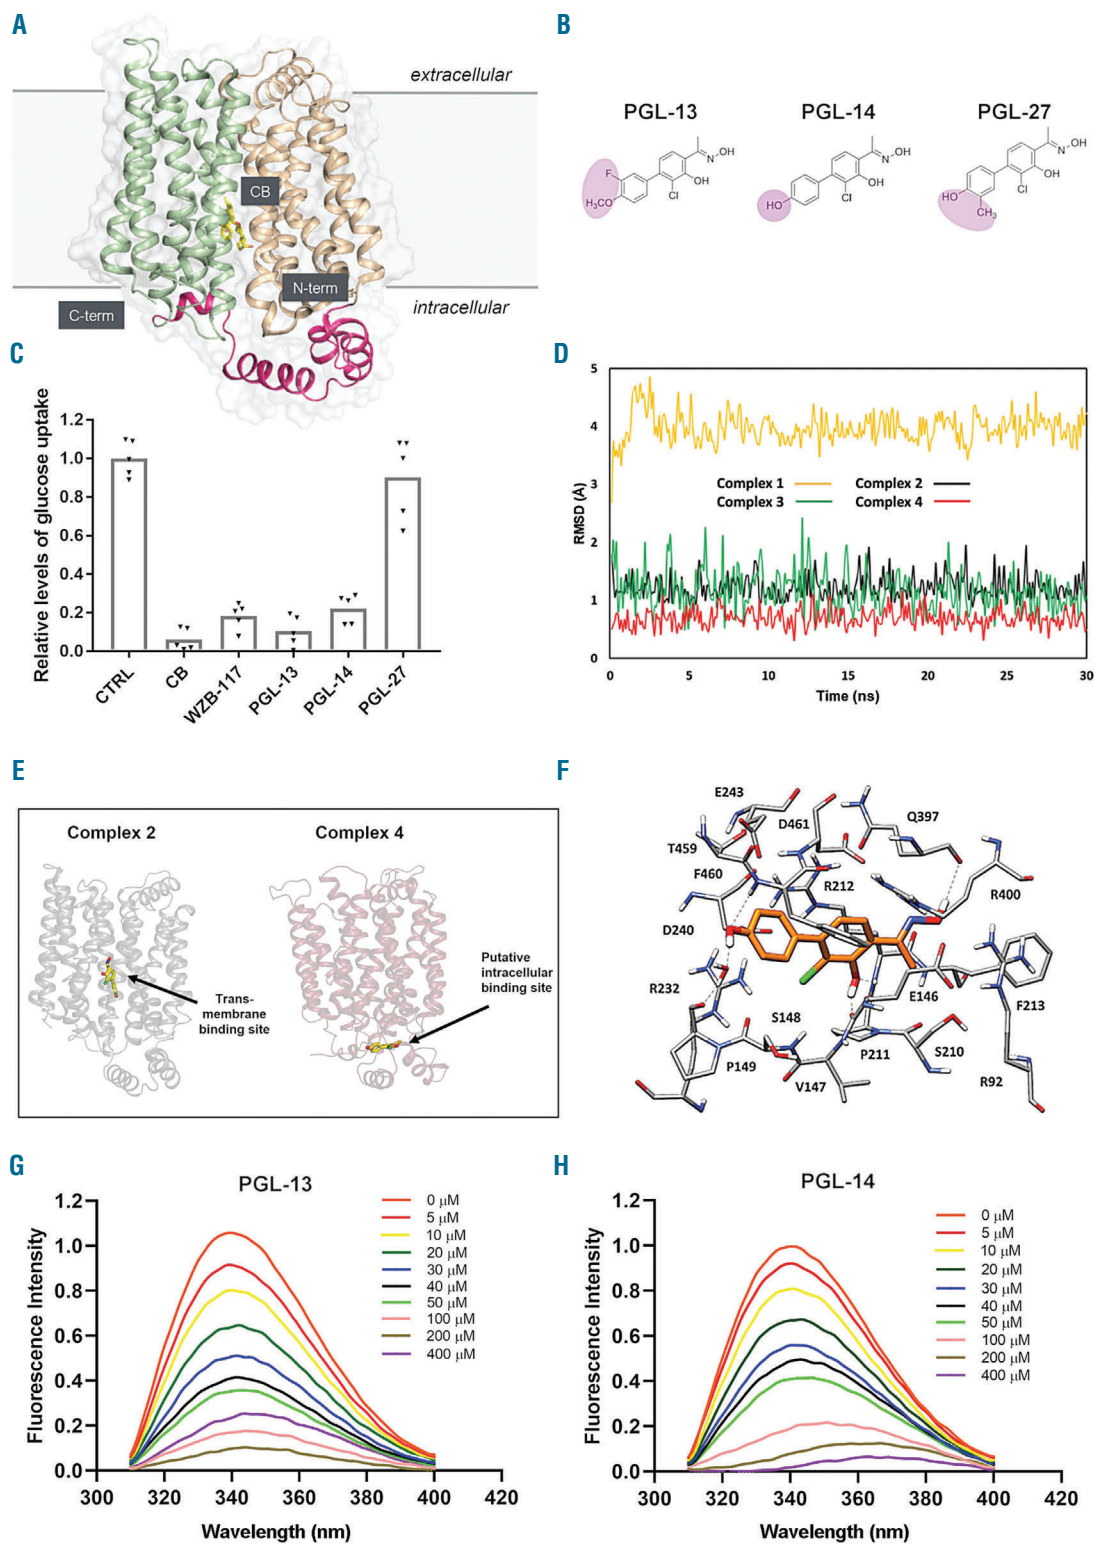 A
extracellular
CB
N-term
C-term
intracellular
B
PGL-13
F
H₃CO
Cl
OH
N
OH
PGL-14
HO
Cl
OH
N
OH
PGL-27
HO
CH₃
Cl
OH
N
OH
C
Relative levels of glucose uptake
1.2
1.0
0.8
0.6
0.4
0.2
0.0
CTRL
CB
WZB-117
PGL-13
PGL-14
PGL-27
D
RMSD (Å)
5
4
3
2
1
0
Complex 1
Complex 2
Complex 3
Complex 4
0
5
10
15
20
25
30
Time (ns)
E
Complex 2
Complex 4
Trans-
membrane
binding site
Putative
intracellular
binding site
F
E243
D461
Q397
T459
F460
R212
R400
D240
R232
E146
F213
S148
P149
V147
P211
S210
R92
G
PGL-13
Fluorescence Intensity
1.2
1.0
0.8
0.6
0.4
0.2
0.0
0 μM
5 μM
10 μM
20 μM
30 μM
40 μM
50 μM
100 μM
200 μM
400 μM
300
320
340
360
380
400
420
Wavelength (nm)
H
PGL-14
Fluorescence Intensity
1.2
1.0
0.8
0.6
0.4
0.2
0.0
0 μM
5 μM
10 μM
20 μM
30 μM
40 μM
50 μM
100 μM
200 μM
400 μM
300
320
340
360
380
400
420
Wavelength (nm)